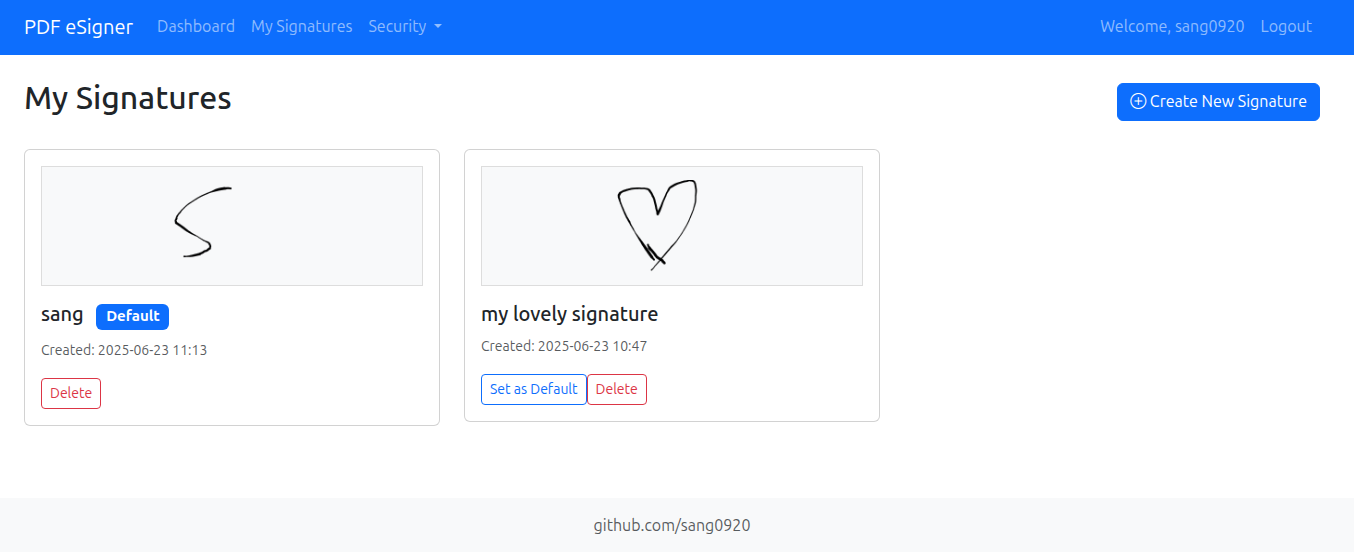 PDF eSigner Dashboard My Signatures Security Welcome, sang0920 Logout
My Signatures
Create New Signature
S
sang Default
Created: 2025-06-23 11:13
Delete
my lovely signature
Created: 2025-06-23 10:47
Set as Default Delete
github.com/sang0920